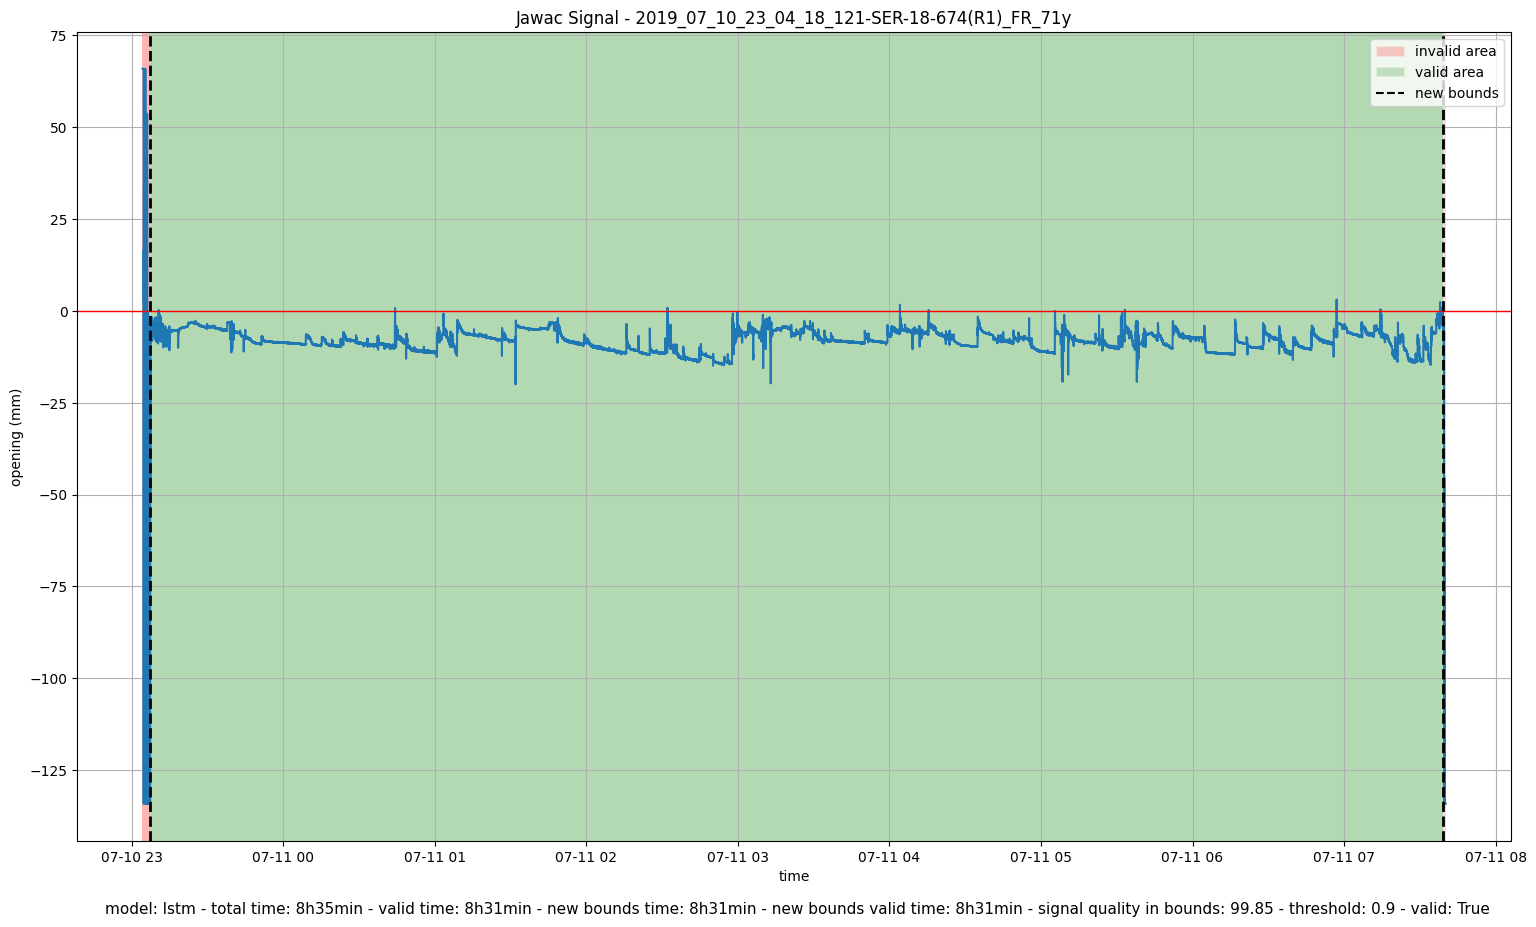 Jawac Signal - 2019_07_10_23_04_18_121-SER-18-674(R1)_FR_71y
invalid area
valid area
new bounds
75
50
25
0
−25
−50
−75
−100
−125
opening (mm)
07-10 23
07-11 00
07-11 01
07-11 02
07-11 03
07-11 04
07-11 05
07-11 06
07-11 07
07-11 08
time
model: lstm - total time: 8h35min - valid time: 8h31min - new bounds time: 8h31min - new bounds valid time: 8h31min - signal quality in bounds: 99.85 - threshold: 0.9 - valid: True